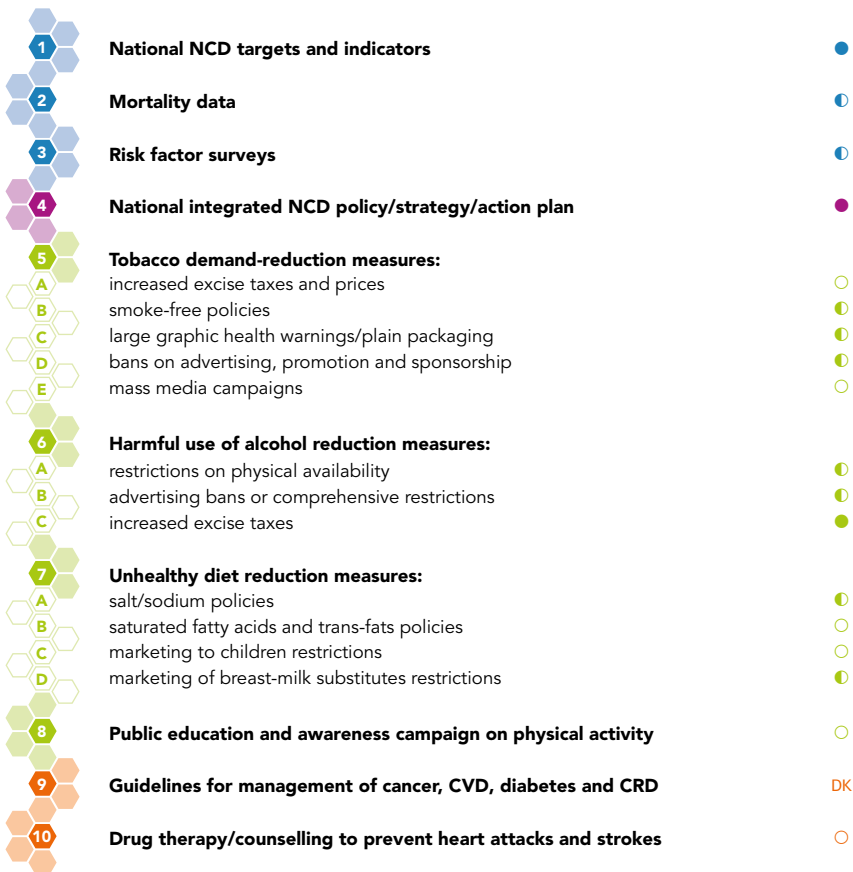 1 National NCD targets and indicators ●
2 Mortality data ◐
3 Risk factor surveys ◐
4 National integrated NCD policy/strategy/action plan ●
5 Tobacco demand-reduction measures:
A increased excise taxes and prices ○
B smoke-free policies ◐
C large graphic health warnings/plain packaging ◐
D bans on advertising, promotion and sponsorship ◐
E mass media campaigns ○
6 Harmful use of alcohol reduction measures:
A restrictions on physical availability ◐
B advertising bans or comprehensive restrictions ◐
C increased excise taxes ●
7 Unhealthy diet reduction measures:
A salt/sodium policies ◐
B saturated fatty acids and trans-fats policies ○
C marketing to children restrictions ○
D marketing of breast-milk substitutes restrictions ◐
8 Public education and awareness campaign on physical activity ○
9 Guidelines for management of cancer, CVD, diabetes and CRD DK
10 Drug therapy/counselling to prevent heart attacks and strokes ○